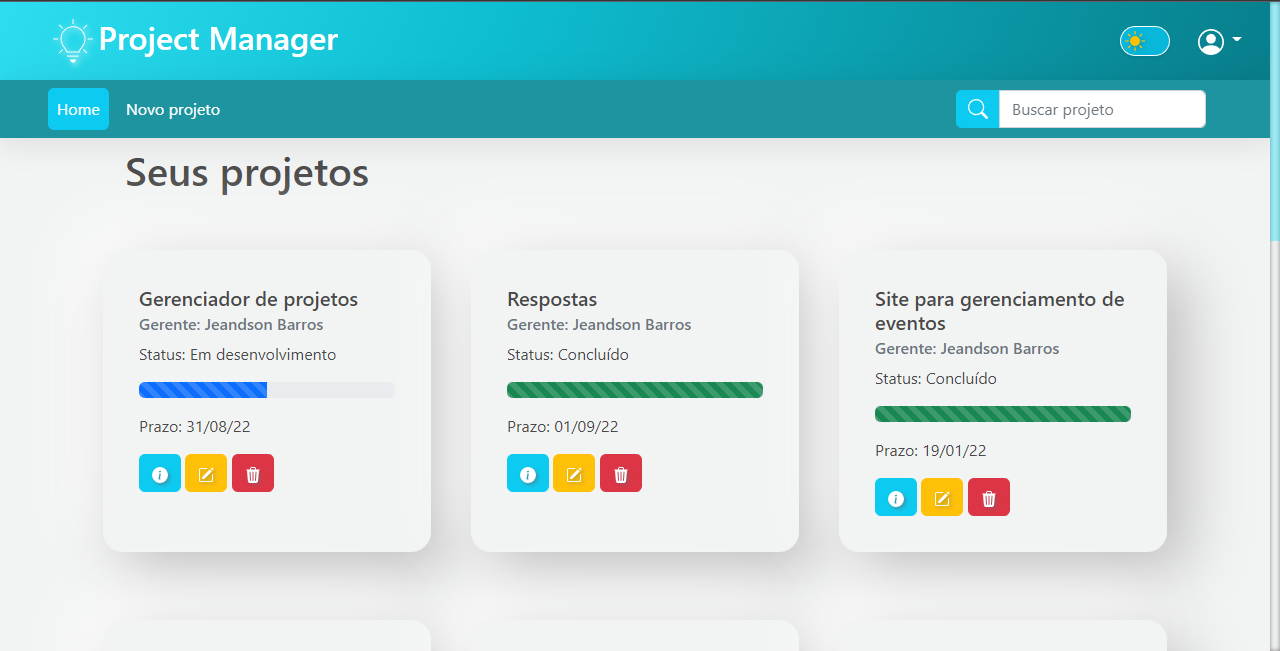 Project Manager
Home
Novo projeto
Buscar projeto
Seus projetos
Gerenciador de projetos
Gerente: Jeandson Barros
Status: Em desenvolvimento
Prazo: 31/08/22
Respostas
Gerente: Jeandson Barros
Status: Concluído
Prazo: 01/09/22
Site para gerenciamento de
eventos
Gerente: Jeandson Barros
Status: Concluído
Prazo: 19/01/22